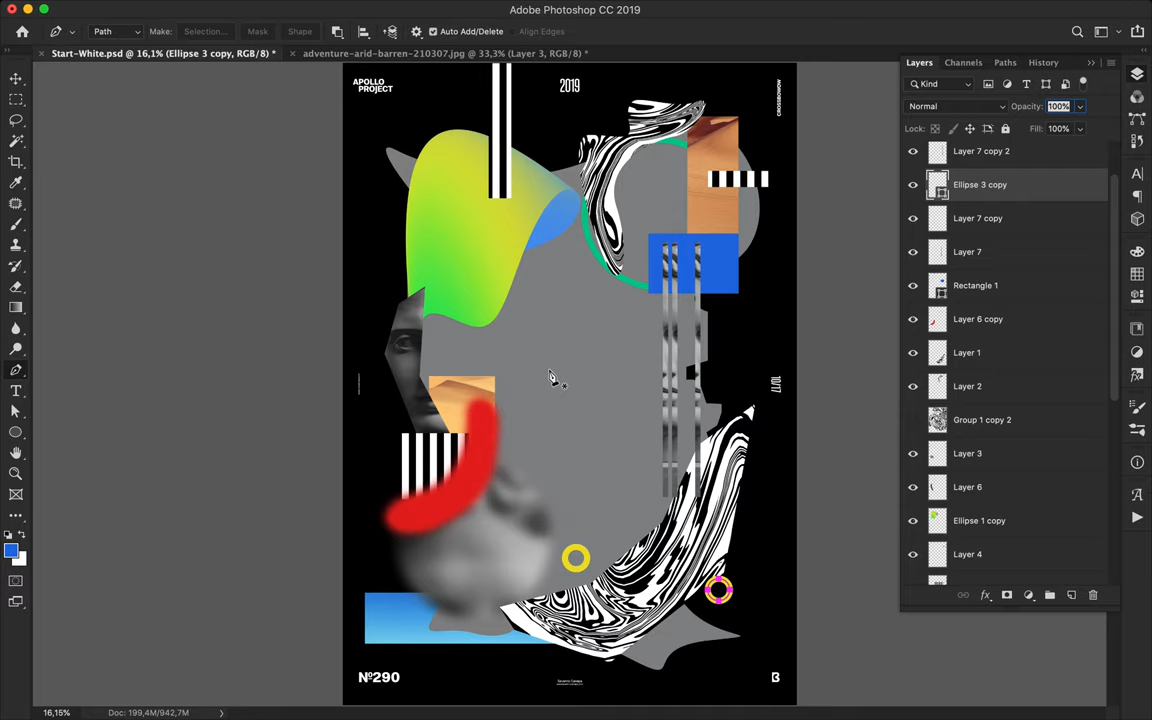 Adobe Photoshop CC 2019
Path
Make:
Selection...
Mask
Shape
Auto Add/Delete
Align Edges
Start-White.psd @ 16,1% (Ellipse 3 copy, RGB/8) *
adventure-arid-barren-210307.jpg @ 33,3% (Layer 3, RGB/8) *
Layers
Channels
Paths
History
Kind
Normal
Opacity:
100%
Lock:
Fill:
100%
Layer 7 copy 2
Ellipse 3 copy
Layer 7 copy
Layer 7
Rectangle 1
Layer 6 copy
Layer 1
Layer 2
Group 1 copy 2
Layer 3
Layer 6
Ellipse 1 copy
Layer 4
APOLLO
PROJECT
2019
CROSSBOWOW
10/17
Nº290
B
16,15%
Doc: 199,4M/942,7M